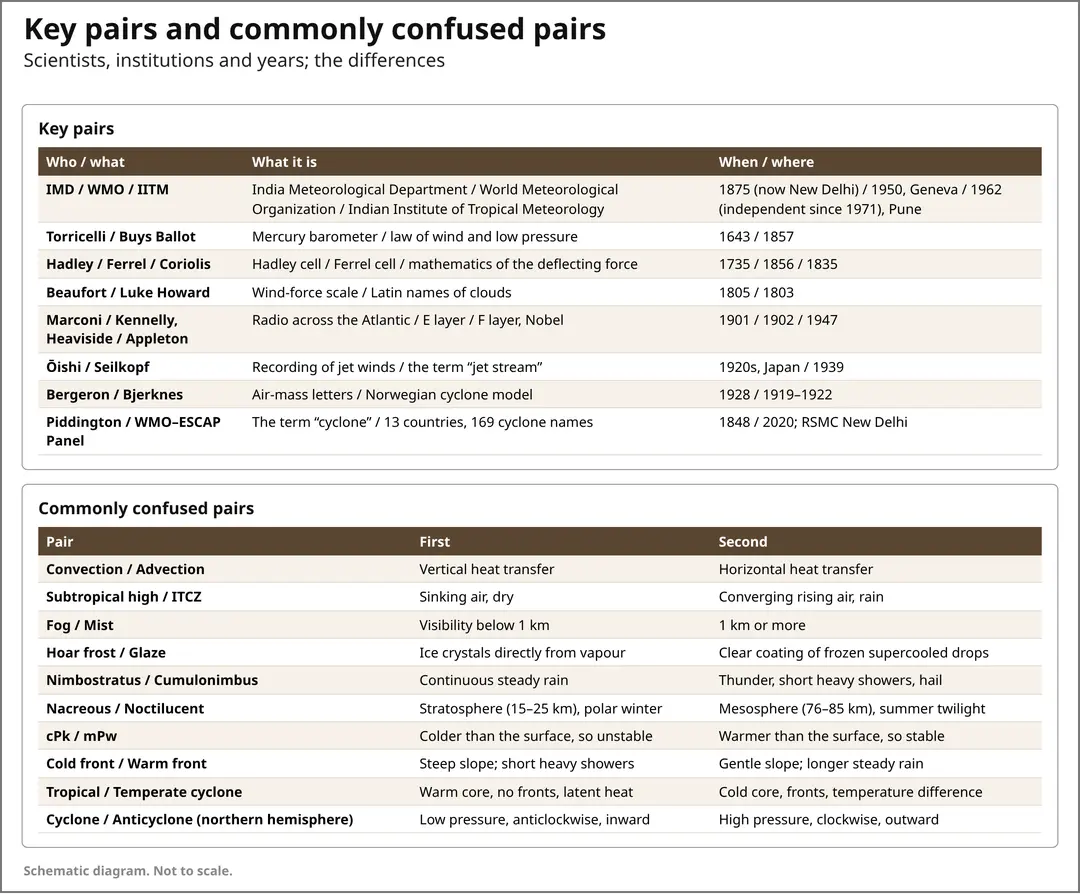 Key pairs and commonly confused pairs
Scientists, institutions and years; the differences
Key pairs
Who / what What it is When / where
IMD / WMO / IITM India Meteorological Department / World Meteorological 1875 (now New Delhi) / 1950, Geneva / 1962
Organization / Indian Institute of Tropical Meteorology (independent since 1971), Pune
Torricelli / Buys Ballot Mercury barometer / law of wind and low pressure 1643 / 1857
Hadley / Ferrel / Coriolis Hadley cell / Ferrel cell / mathematics of the deflecting force 1735 / 1856 / 1835
Beaufort / Luke Howard Wind-force scale / Latin names of clouds 1805 / 1803
Marconi / Kennelly, Radio across the Atlantic / E layer / F layer, Nobel 1901 / 1902 / 1947
Heaviside / Appleton
Ōishi / Seilkopf Recording of jet winds / the term “jet stream” 1920s, Japan / 1939
Bergeron / Bjerknes Air-mass letters / Norwegian cyclone model 1928 / 1919–1922
Piddington / WMO–ESCAP The term “cyclone” / 13 countries, 169 cyclone names 1848 / 2020; RSMC New Delhi
Panel
Commonly confused pairs
Pair First Second
Convection / Advection Vertical heat transfer Horizontal heat transfer
Subtropical high / ITCZ Sinking air, dry Converging rising air, rain
Fog / Mist Visibility below 1 km 1 km or more
Hoar frost / Glaze Ice crystals directly from vapour Clear coating of frozen supercooled drops
Nimbostratus / Cumulonimbus Continuous steady rain Thunder, short heavy showers, hail
Nacreous / Noctilucent Stratosphere (15–25 km), polar winter Mesosphere (76–85 km), summer twilight
cPk / mPw Colder than the surface, so unstable Warmer than the surface, so stable
Cold front / Warm front Steep slope; short heavy showers Gentle slope; longer steady rain
Tropical / Temperate cyclone Warm core, no fronts, latent heat Cold core, fronts, temperature difference
Cyclone / Anticyclone (northern hemisphere) Low pressure, anticlockwise, inward High pressure, clockwise, outward
Schematic diagram. Not to scale.